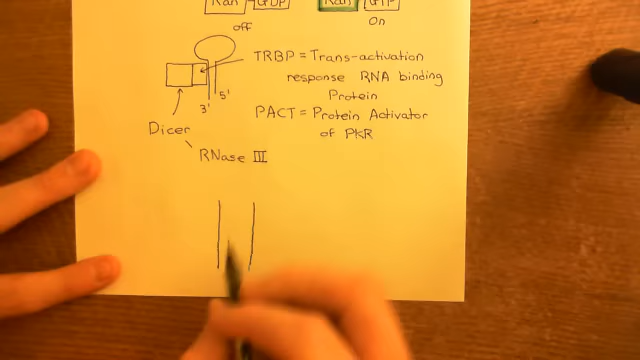 Ran GDP
Ran GTP
off
On
TRBP = Trans-activation
response RNA binding
Protein
5'
3'
PACT = Protein Activator
of PKR
Dicer
RNase III